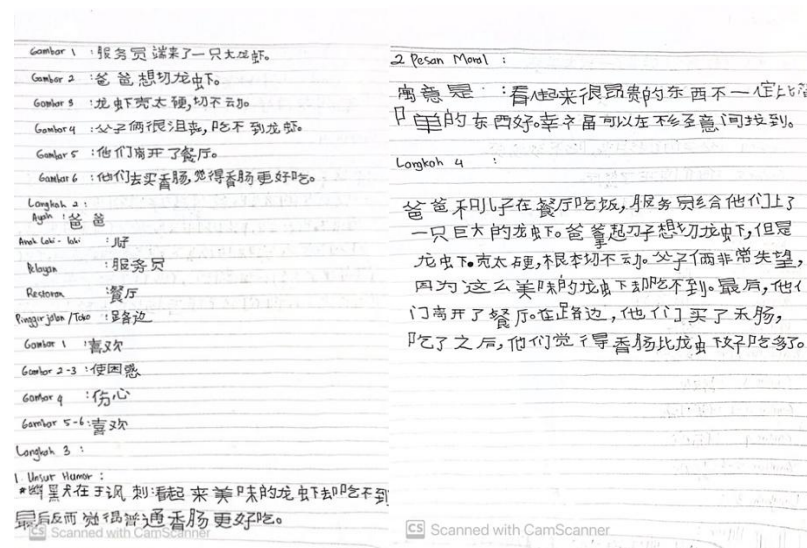 Gambar 1 : 服务员端来了一只大龙虾。
Gambar 2 : 爸爸想切龙虾。
Gambar 3 : 龙虾壳太硬,切不动。
Gambar 4 : 父子俩很沮丧,吃不到龙虾。
Gambar 5 : 他们离开了餐厅。
Gambar 6 : 他们去买香肠,觉得香肠更好吃。
Langkah 2 :
Ayah : 爸爸
Anak Laki-laki : 儿子
Pelayan : 服务员
Restoran : 餐厅
Pinggir jalan /Toko : 路边
Gambar 1 : 喜欢
Gambar 2-3 : 使困惑
Gambar 4 : 伤心
Gambar 5-6 : 喜欢
Langkah 3 :
1. Unsur Humor :
* 在于讽刺:看起来美味的龙虾却吃不到
最后反而觉得普通香肠更好吃。
CS Scanned with CamScanner
2 Pesan Moral :
寓意是 : 看起来很昂贵的东西不一定比
单的东西好。幸福可以在不经意间找到。
Langkah 4 :
爸爸和儿子在餐厅吃饭,服务员给他们上了
一只巨大的龙虾。爸爸拿起刀子想切龙虾,但是
龙虾壳太硬,根本切不动。父子俩非常失望,
因为这么美味的龙虾却吃不到。最后,他
们离开了餐厅。在路边,他们买了香肠,
吃了之后,他们觉得香肠比龙虾好吃多了。
CS Scanned with CamScanner